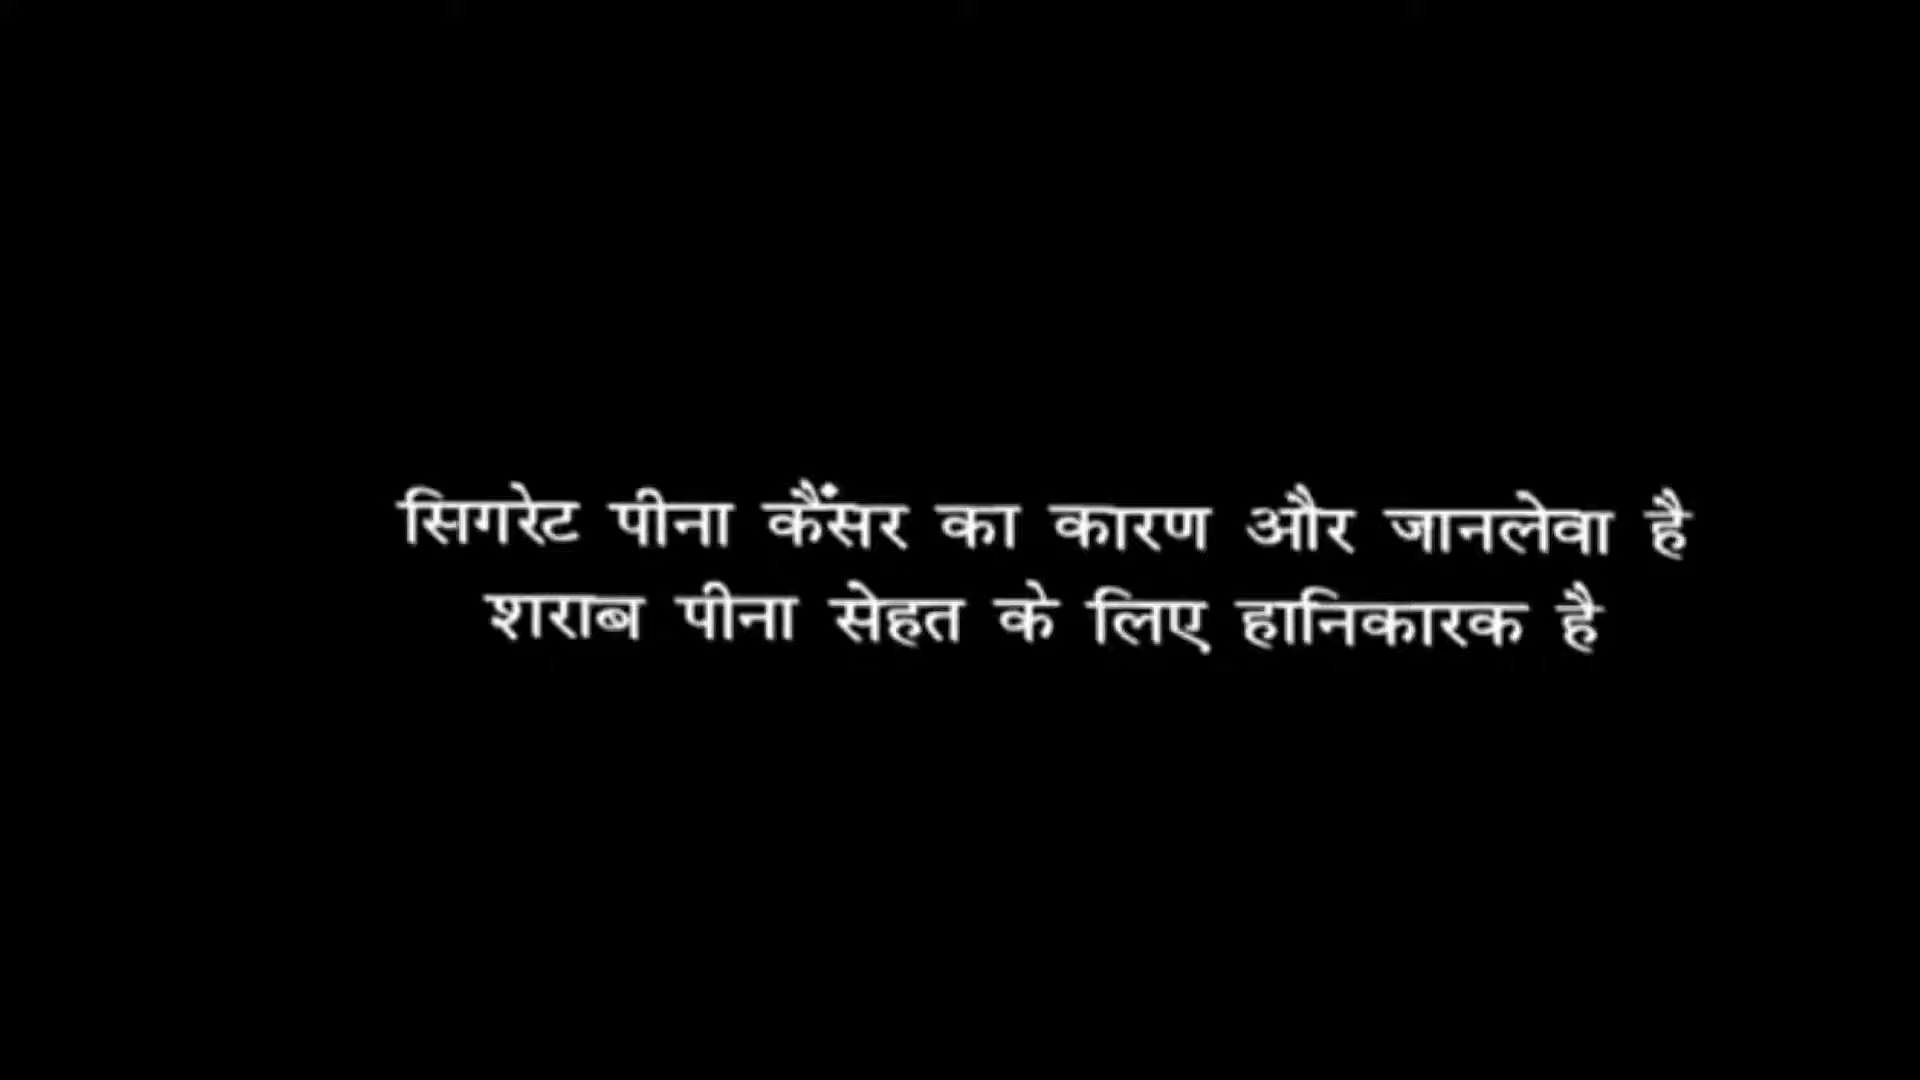 सिगरेट पीना कैंसर का कारण और जानलेवा है
शराब पीना सेहत के लिए हानिकारक है